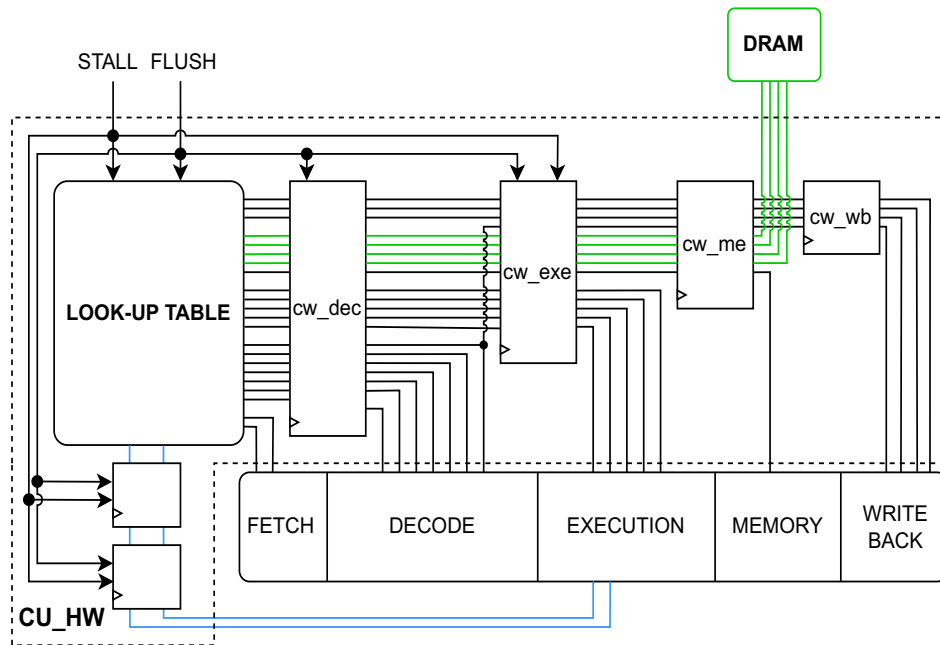 DRAM
STALL FLUSH
LOOK-UP TABLE
cw_dec
cw_exe
cw_me
cw_wb
FETCH
DECODE
EXECUTION
MEMORY
WRITE
BACK
CU_HW